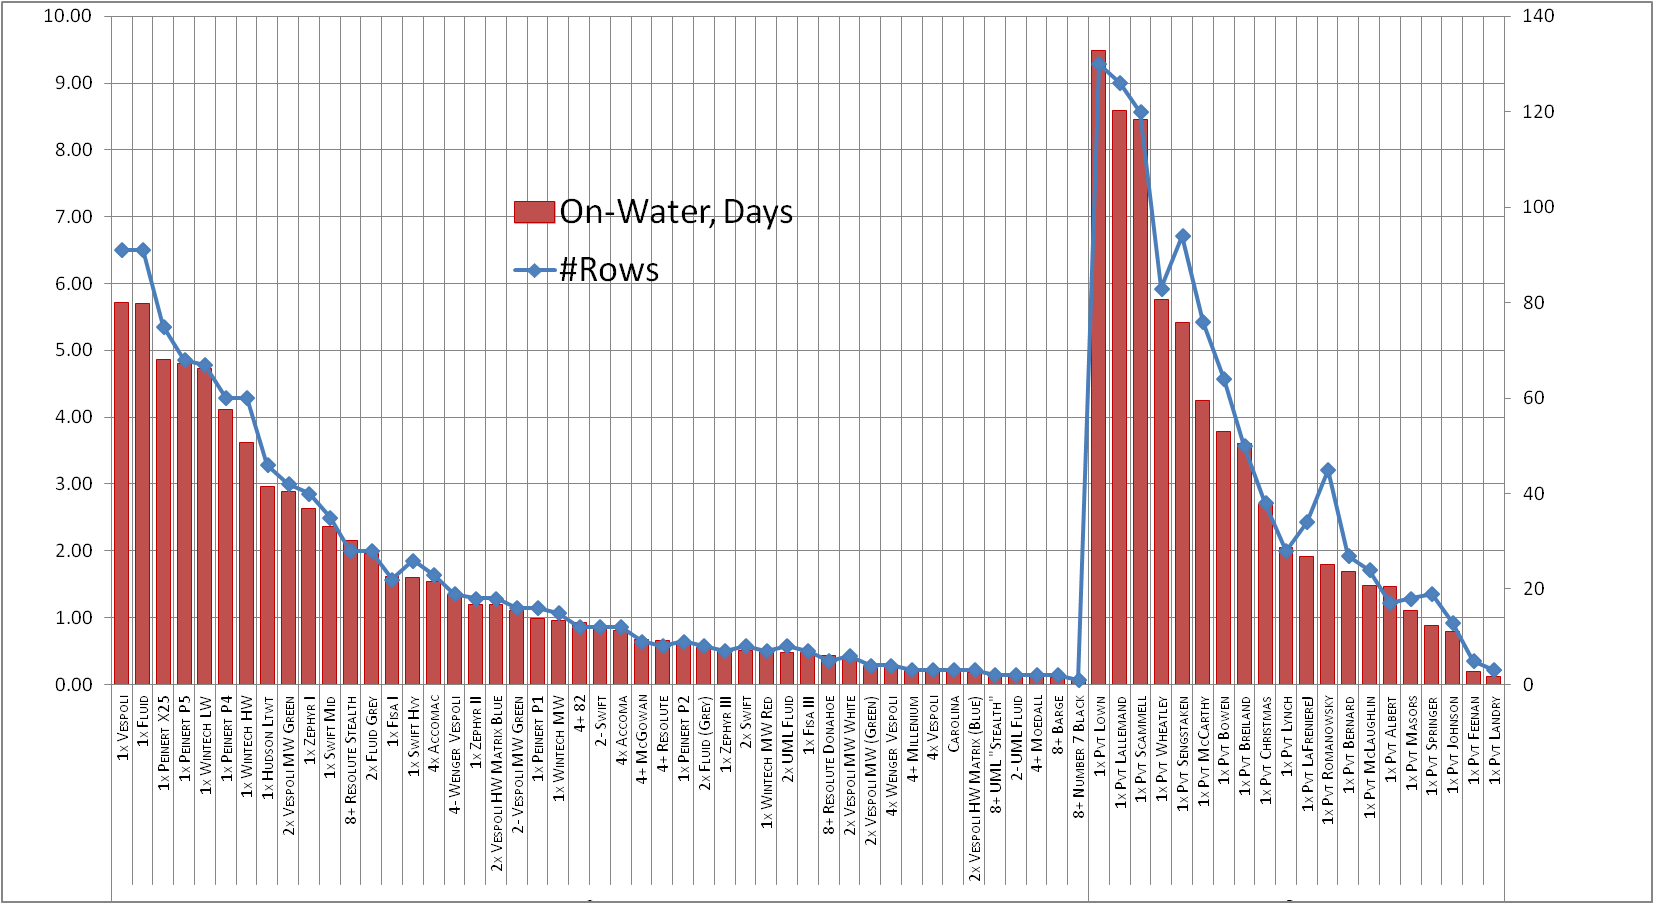 10.00
9.00
8.00
7.00
6.00
5.00
4.00
3.00
2.00
1.00
0.00
140
120
100
80
60
40
20
0
On-Water, Days
#Rows
1x Vespoli
1x Fluid
1x Peinert X25
1x Peinert P5
1x Wintech LW
1x Peinert P4
1x Wintech HW
1x Hudson Ltwt
2x Vespoli MW Green
1x Zephyr I
1x Swift Mid
8+ Resolute Stealth
2x Fluid Grey
1x Fisa I
1x Swift Hvy
4x Accomac
4- Wenger Vespoli
1x Zephyr II
2x Vespoli HW Matrix Blue
2- Vespoli MW Green
1x Peinert P1
1x Wintech MW
4+ 82
2- Swift
4x Accoma
4+ McGowan
4+ Resolute
1x Peinert P2
2x Fluid (Grey)
1x Zephyr III
2x Swift
1x Wintech MW Red
2x UML Fluid
1x Fisa III
8+ Resolute Donahoe
2x Vespoli MW White
2x Vespoli MW (Green)
4x Wenger Vespoli
4+ Millenium
4x Vespoli
Carolina
2x Vespoli HW Matrix (Blue)
8+ UML "Stealth"
2- UML Fluid
4+ Moedall
8+ Barge
8+ Number 7 Black
1x Pvt Lown
1x Pvt Lallemand
1x Pvt Scammell
1x Pvt Wheatley
1x Pvt Sengstaken
1x Pvt McCarthy
1x Pvt Bowen
1x Pvt Breiland
1x Pvt Christmas
1x Pvt Lynch
1x Pvt LaFreniereJ
1x Pvt Romanowsky
1x Pvt Bernard
1x Pvt McLaughlin
1x Pvt Albert
1x Pvt Masors
1x Pvt Springer
1x Pvt Johnson
1x Pvt Feenan
1x Pvt Landry